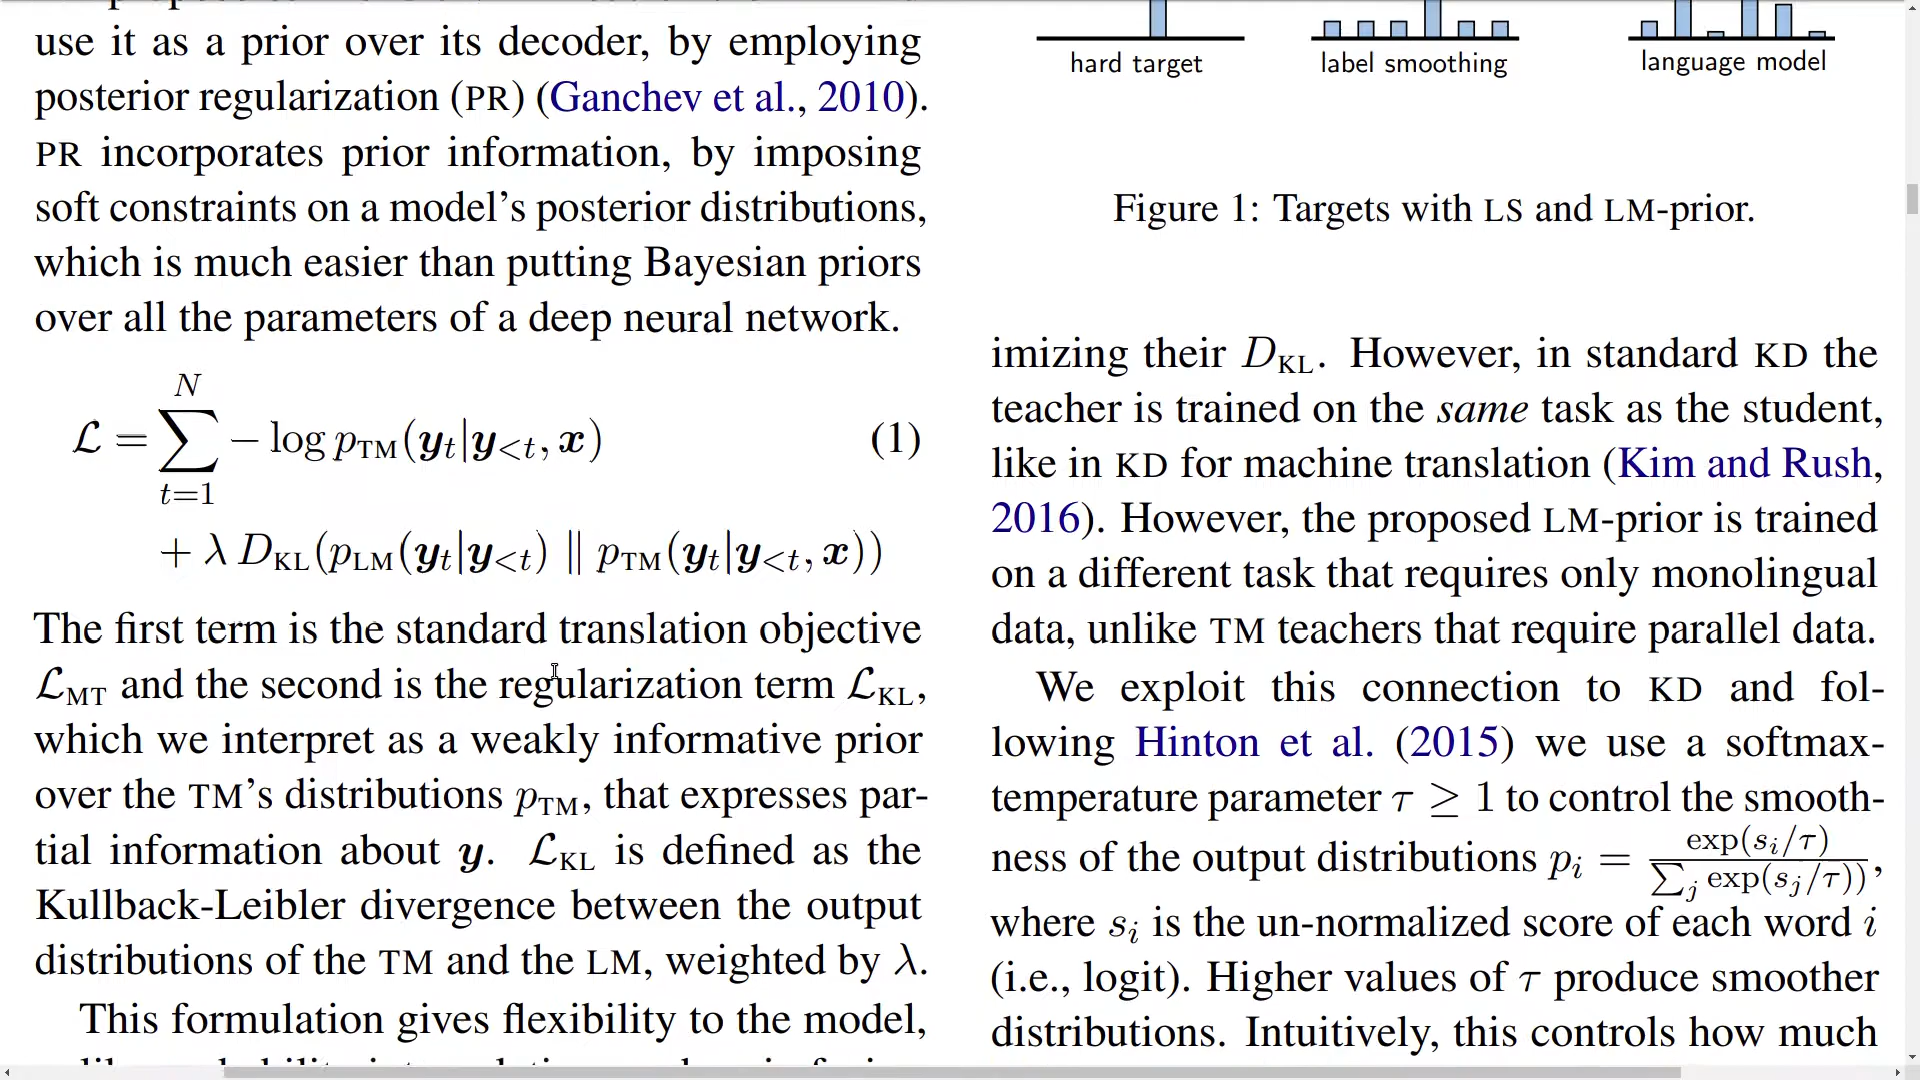 use it as a prior over its decoder, by employing
posterior regularization (PR) (Ganchev et al., 2010).
PR incorporates prior information, by imposing
soft constraints on a model's posterior distributions,
which is much easier than putting Bayesian priors
over all the parameters of a deep neural network.
ℒ = ∑_{t=1}^{N} − log p_TM(y_t|y_{<t}, x) (1)
+ λ D_KL(p_LM(y_t|y_{<t}) ∥ p_TM(y_t|y_{<t}, x))
The first term is the standard translation objective
ℒ_MT and the second is the regularization term ℒ_KL,
which we interpret as a weakly informative prior
over the TM's distributions p_TM, that expresses par-
tial information about y. ℒ_KL is defined as the
Kullback-Leibler divergence between the output
distributions of the TM and the LM, weighted by λ.
This formulation gives flexibility to the model,
hard target
label smoothing
language model
Figure 1: Targets with LS and LM-prior.
imizing their D_KL. However, in standard KD the
teacher is trained on the same task as the student,
like in KD for machine translation (Kim and Rush,
2016). However, the proposed LM-prior is trained
on a different task that requires only monolingual
data, unlike TM teachers that require parallel data.
We exploit this connection to KD and fol-
lowing Hinton et al. (2015) we use a softmax-
temperature parameter τ ≥ 1 to control the smooth-
ness of the output distributions p_i = exp(s_i/τ) / ∑_j exp(s_j/τ)),
where s_i is the un-normalized score of each word i
(i.e., logit). Higher values of τ produce smoother
distributions. Intuitively, this controls how much